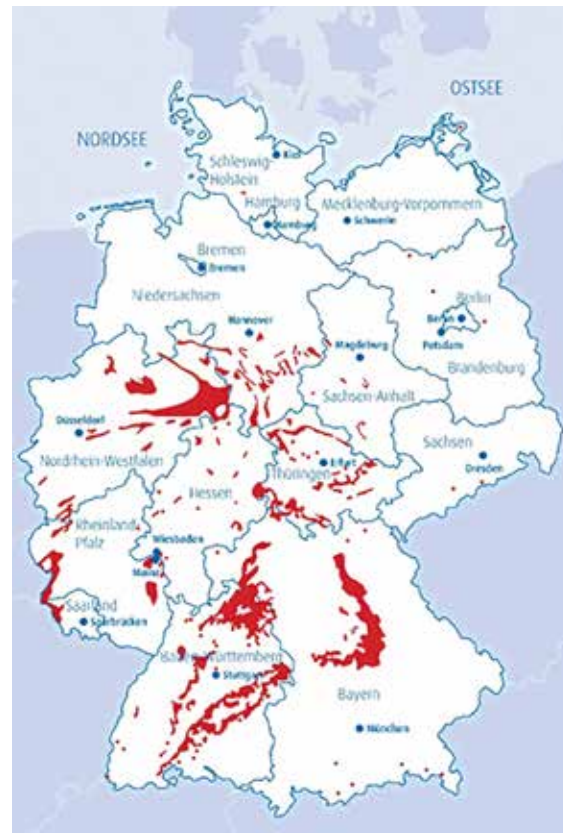 OSTSEE
NORDSEE
Kiel
Schleswig-
Holstein
Hamburg
Hamburg
Mecklenburg-Vorpommern
Schwerin
Bremen
Bremen
Niedersachsen
Hannover
Berlin
Berlin
Potsdam
Brandenburg
Magdeburg
Sachsen-Anhalt
Düsseldorf
Nordrhein-Westfalen
Hessen
Thüringen
Erfurt
Sachsen
Dresden
Rheinland
Pfalz
Wiesbaden
Mainz
Saarland
Saarbrücken
Baden-Württemberg
Stuttgart
Bayern
München